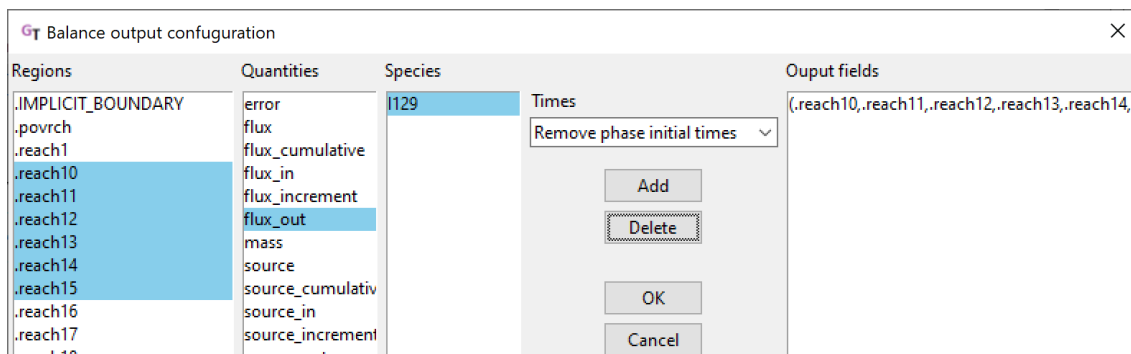 GT Balance output confuguration
Regions
.IMPLICIT_BOUNDARY
.povrch
.reach1
.reach10
.reach11
.reach12
.reach13
.reach14
.reach15
.reach16
.reach17
Quantities
error
flux
flux_cumulative
flux_in
flux_increment
flux_out
mass
source
source_cumulativ
source_in
source_increment
Species
I129
Times
Remove phase initial times
Add
Delete
OK
Cancel
Ouput fields
(.reach10,.reach11,.reach12,.reach13,.reach14,